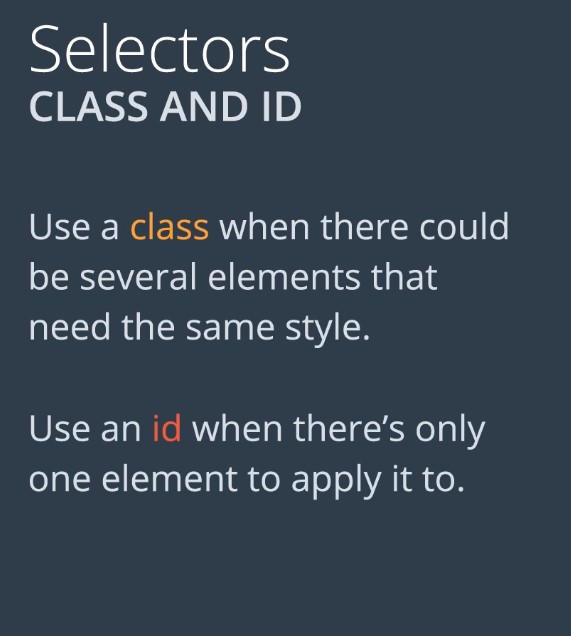 Selectors
CLASS AND ID
Use a class when there could
be several elements that
need the same style.
Use an id when there’s only
one element to apply it to.